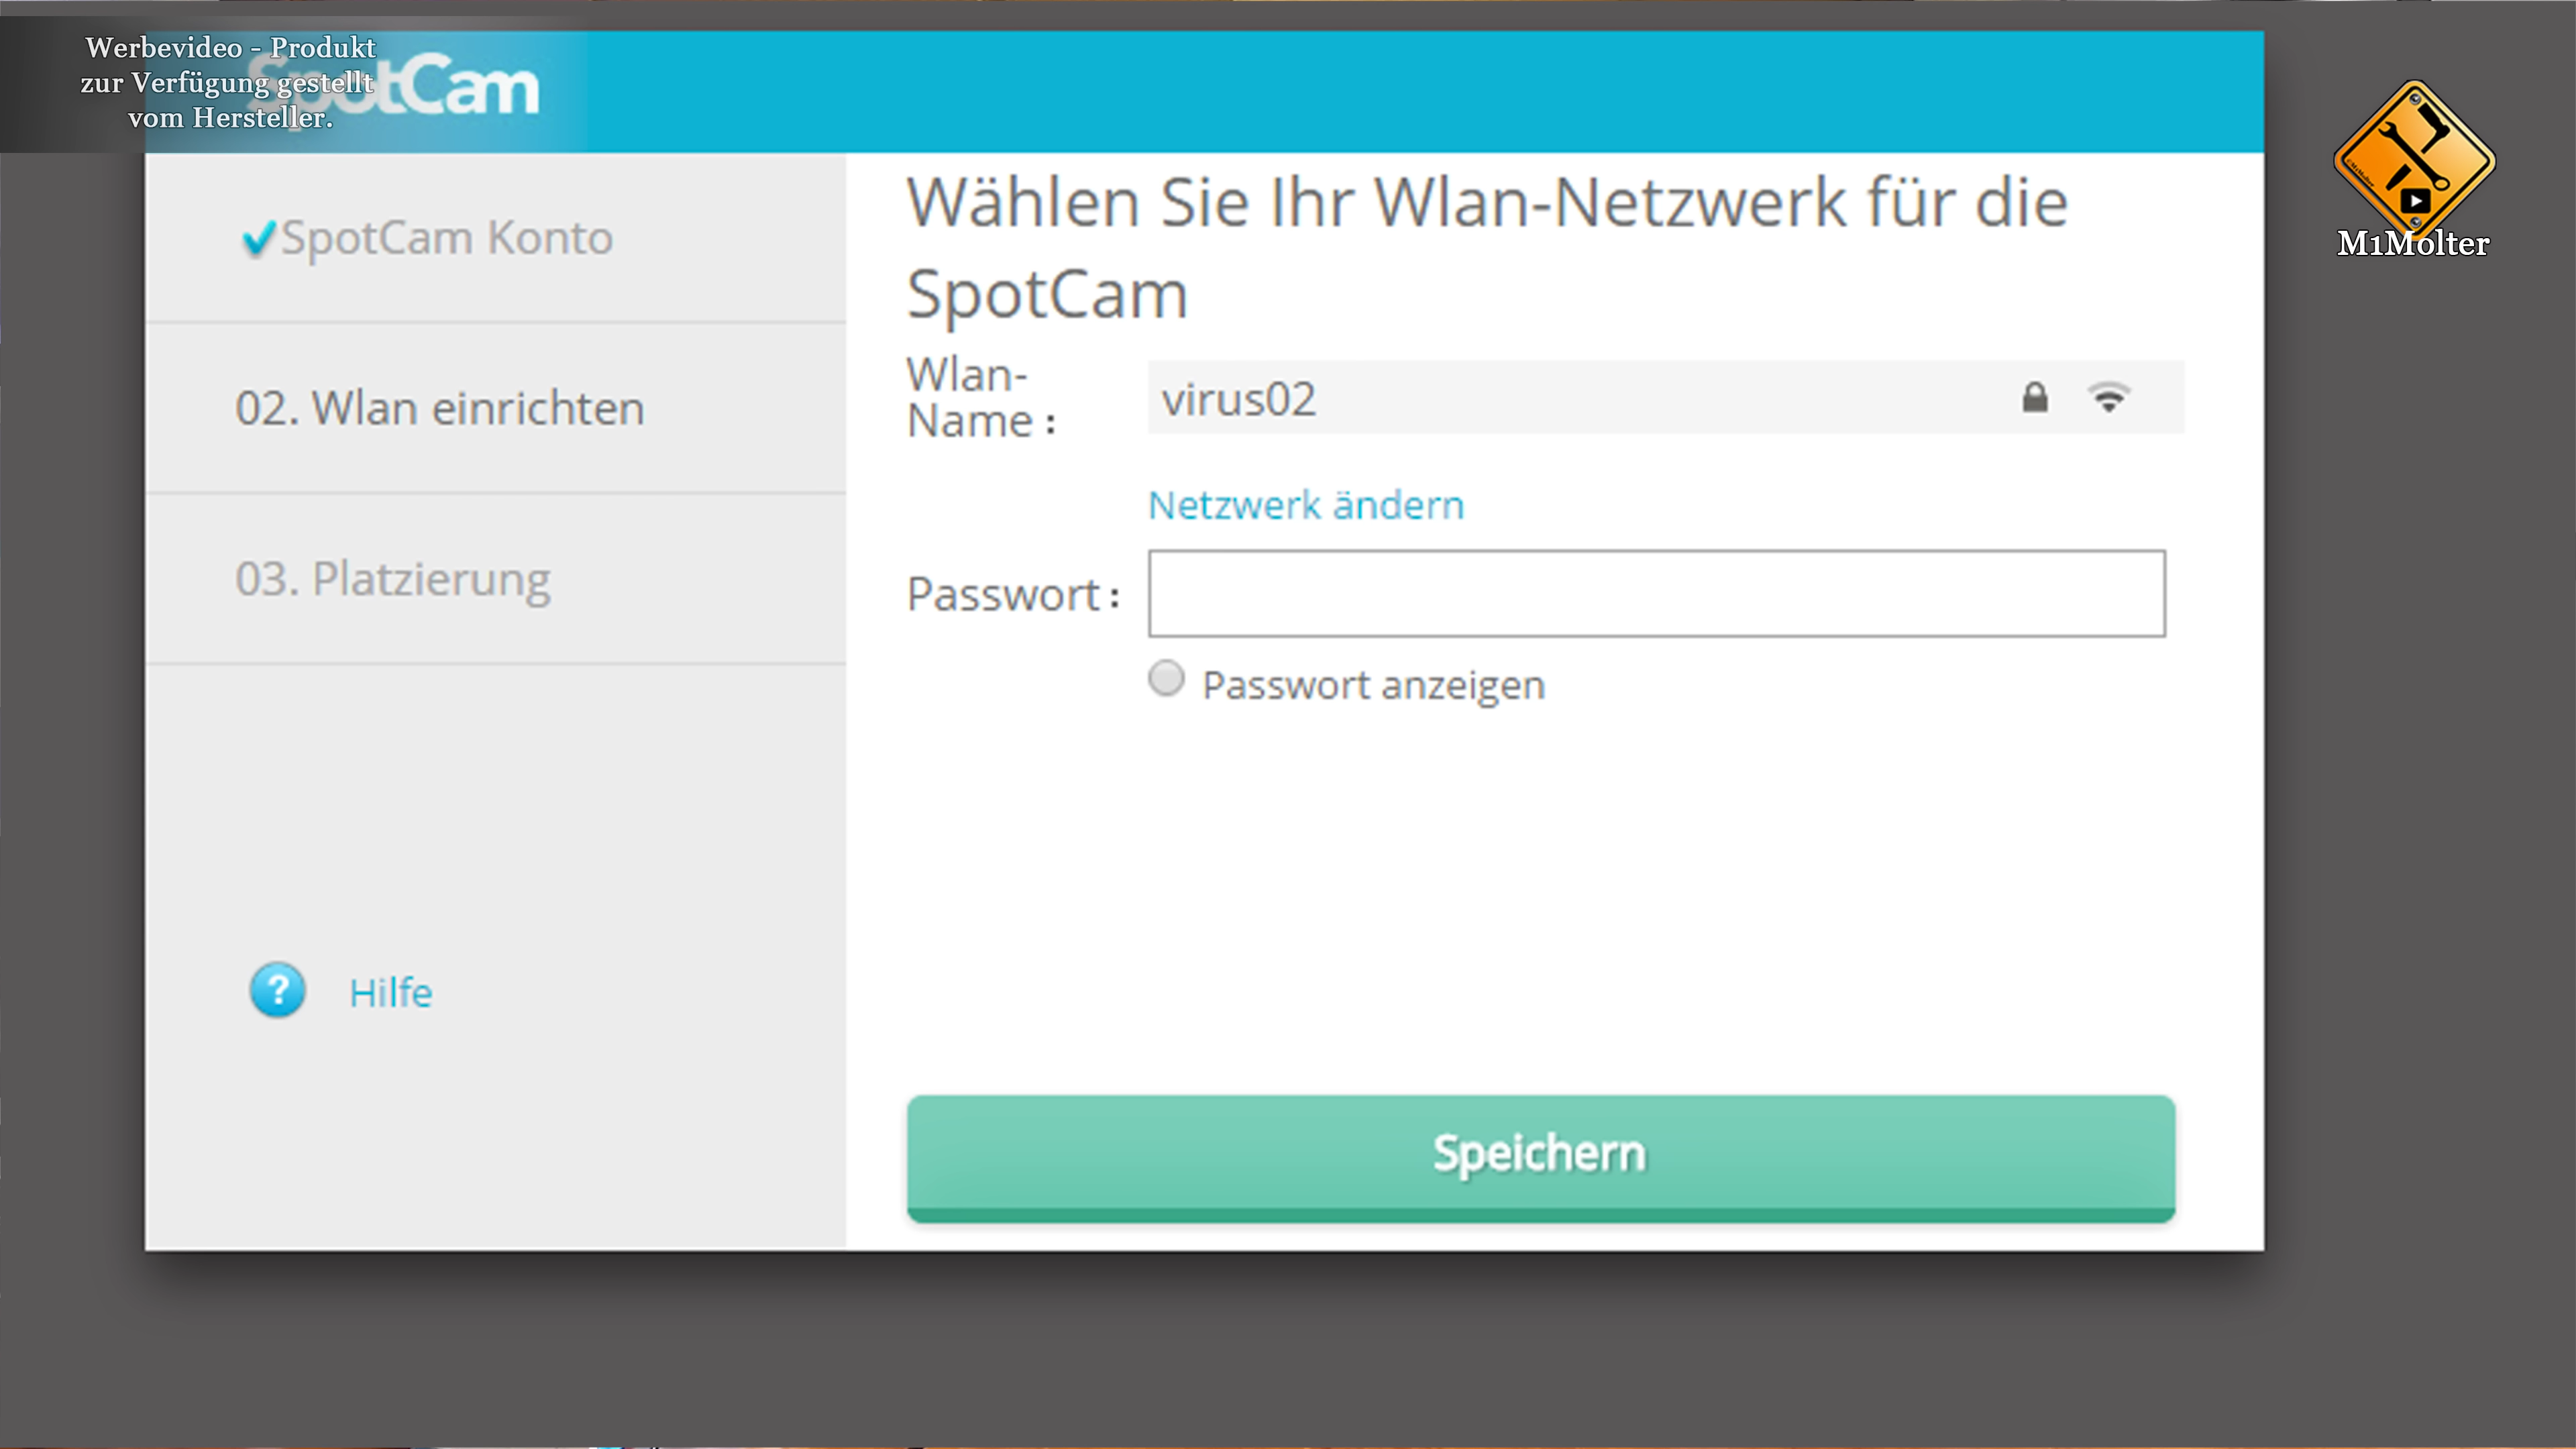 Werbevideo - Produkt
zur Verfügung gestellt
vom Hersteller.
SpotCam
M1Molter
SpotCam Konto
02. Wlan einrichten
03. Platzierung
Hilfe
Wählen Sie Ihr Wlan-Netzwerk für die
SpotCam
Wlan-
Name :
virus02
Netzwerk ändern
Passwort :
Passwort anzeigen
Speichern